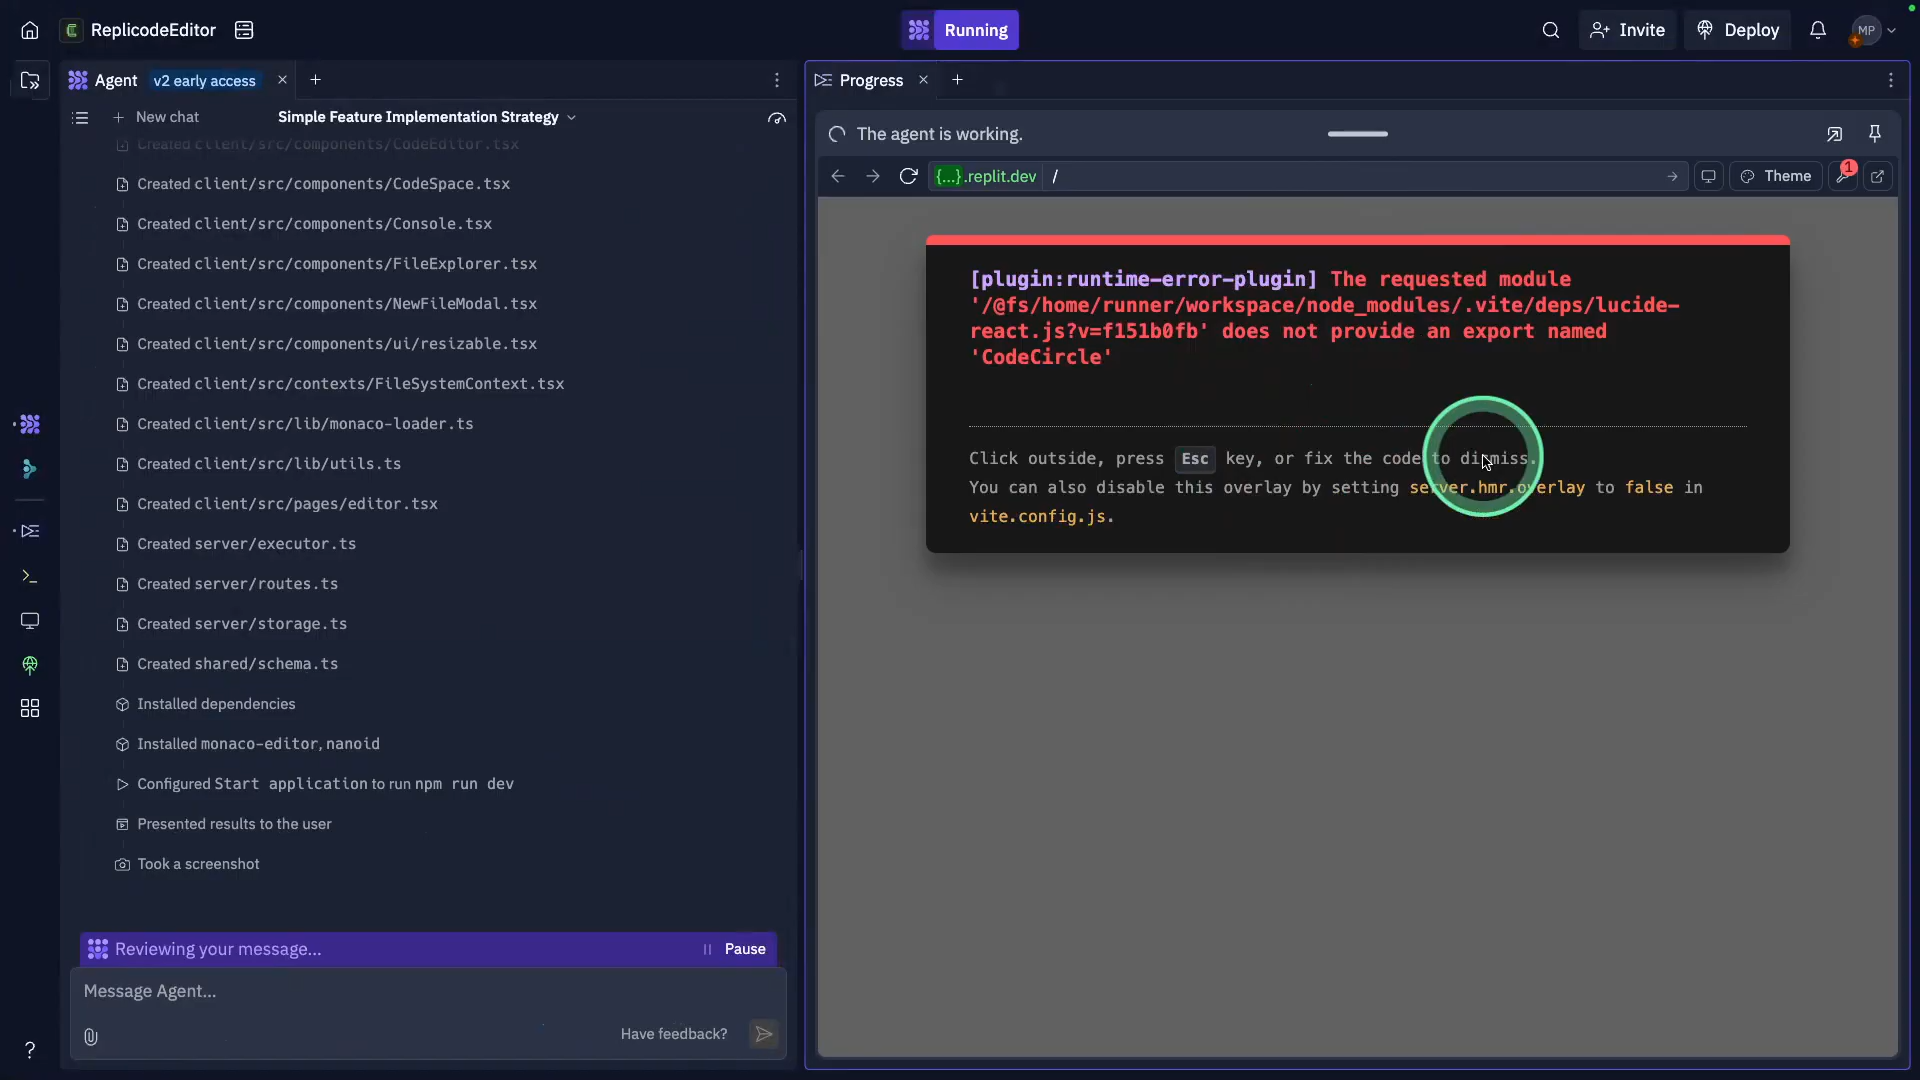 ReplicodeEditor
Running
Invite
Deploy
MP
Agent
v2 early access
Progress
New chat
Simple Feature Implementation Strategy
Created client/src/components/CodeEditor.tsx
Created client/src/components/CodeSpace.tsx
Created client/src/components/Console.tsx
Created client/src/components/FileExplorer.tsx
Created client/src/components/NewFileModal.tsx
Created client/src/components/ui/resizable.tsx
Created client/src/contexts/FileSystemContext.tsx
Created client/src/lib/monaco-loader.ts
Created client/src/lib/utils.ts
Created client/src/pages/editor.tsx
Created server/executor.ts
Created server/routes.ts
Created server/storage.ts
Created shared/schema.ts
Installed dependencies
Installed monaco-editor, nanoid
Configured Start application to run npm run dev
Presented results to the user
Took a screenshot
Reviewing your message...
Pause
Message Agent...
Have feedback?
The agent is working.
{...}.replit.dev /
Theme
1
[plugin:runtime-error-plugin] The requested module
'/@fs/home/runner/workspace/node_modules/.vite/deps/lucide-
react.js?v=f151b0fb' does not provide an export named
'CodeCircle'
Click outside, press Esc key, or fix the code to dismiss.
You can also disable this overlay by setting server.hmr.overlay to false in
vite.config.js.